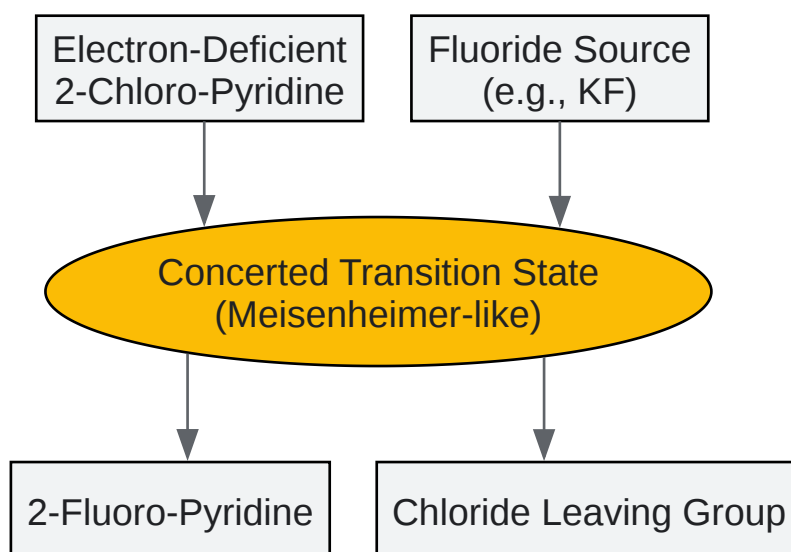 Electron-Deficient
2-Chloro-Pyridine
Fluoride Source
(e.g., KF)
Concerted Transition State
(Meisenheimer-like)
2-Fluoro-Pyridine
Chloride Leaving Group